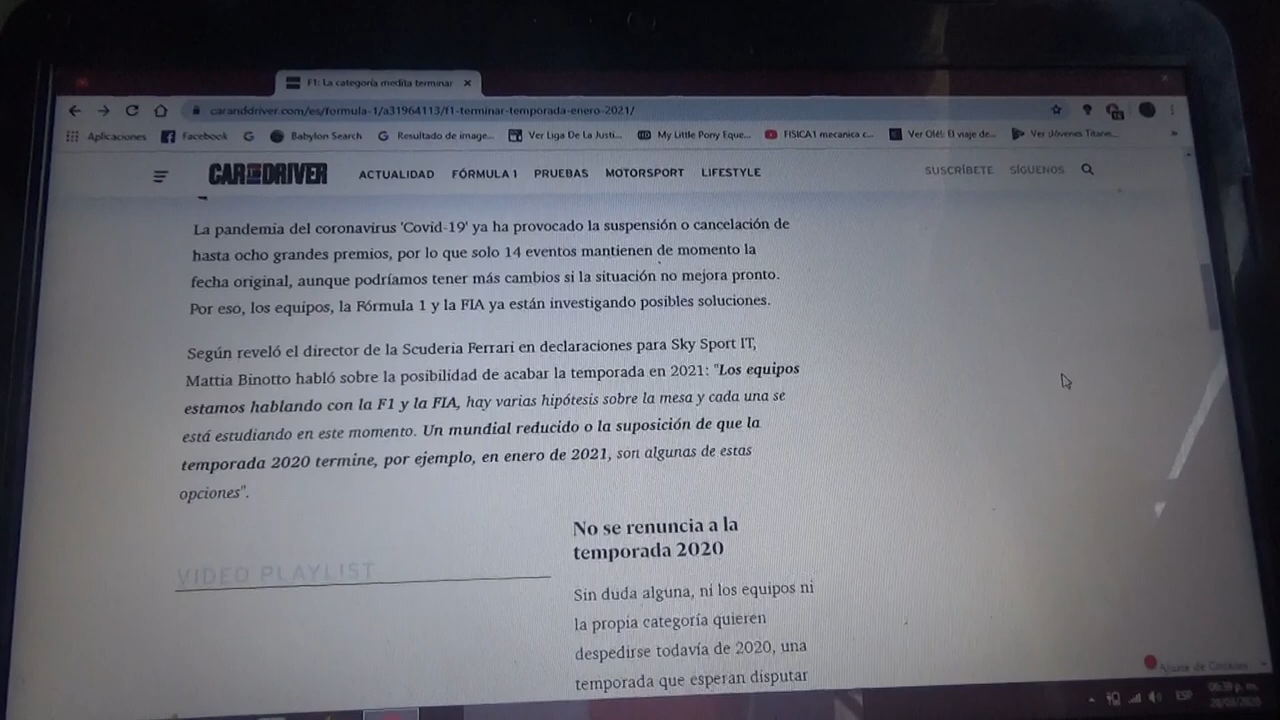 F1: La categoría medita terminar
caranddriver.com/es/formula-1/a31964113/f1-terminar-temporada-enero-2021/
Aplicaciones Facebook G Babylon Search Resultado de image... Ver Liga De La Justi... My Little Pony Eque... FISICA1 mecanica c... Ver Olé!: El viaje de... Ver Jóvenes Titane... »
CAR AND DRIVER ACTUALIDAD FÓRMULA 1 PRUEBAS MOTORSPORT LIFESTYLE SUSCRÍBETE SÍGUENOS
La pandemia del coronavirus 'Covid-19' ya ha provocado la suspensión o cancelación de
hasta ocho grandes premios, por lo que solo 14 eventos mantienen de momento la
fecha original, aunque podríamos tener más cambios si la situación no mejora pronto.
Por eso, los equipos, la Fórmula 1 y la FIA ya están investigando posibles soluciones.
Según reveló el director de la Scuderia Ferrari en declaraciones para Sky Sport IT,
Mattia Binotto habló sobre la posibilidad de acabar la temporada en 2021: "Los equipos
estamos hablando con la F1 y la FIA, hay varias hipótesis sobre la mesa y cada una se
está estudiando en este momento. Un mundial reducido o la suposición de que la
temporada 2020 termine, por ejemplo, en enero de 2021, son algunas de estas
opciones".
VIDEO PLAYLIST
No se renuncia a la
temporada 2020
Sin duda alguna, ni los equipos ni
la propia categoría quieren
despedirse todavía de 2020, una
temporada que esperan disputar
ESP 06:39 p. m.